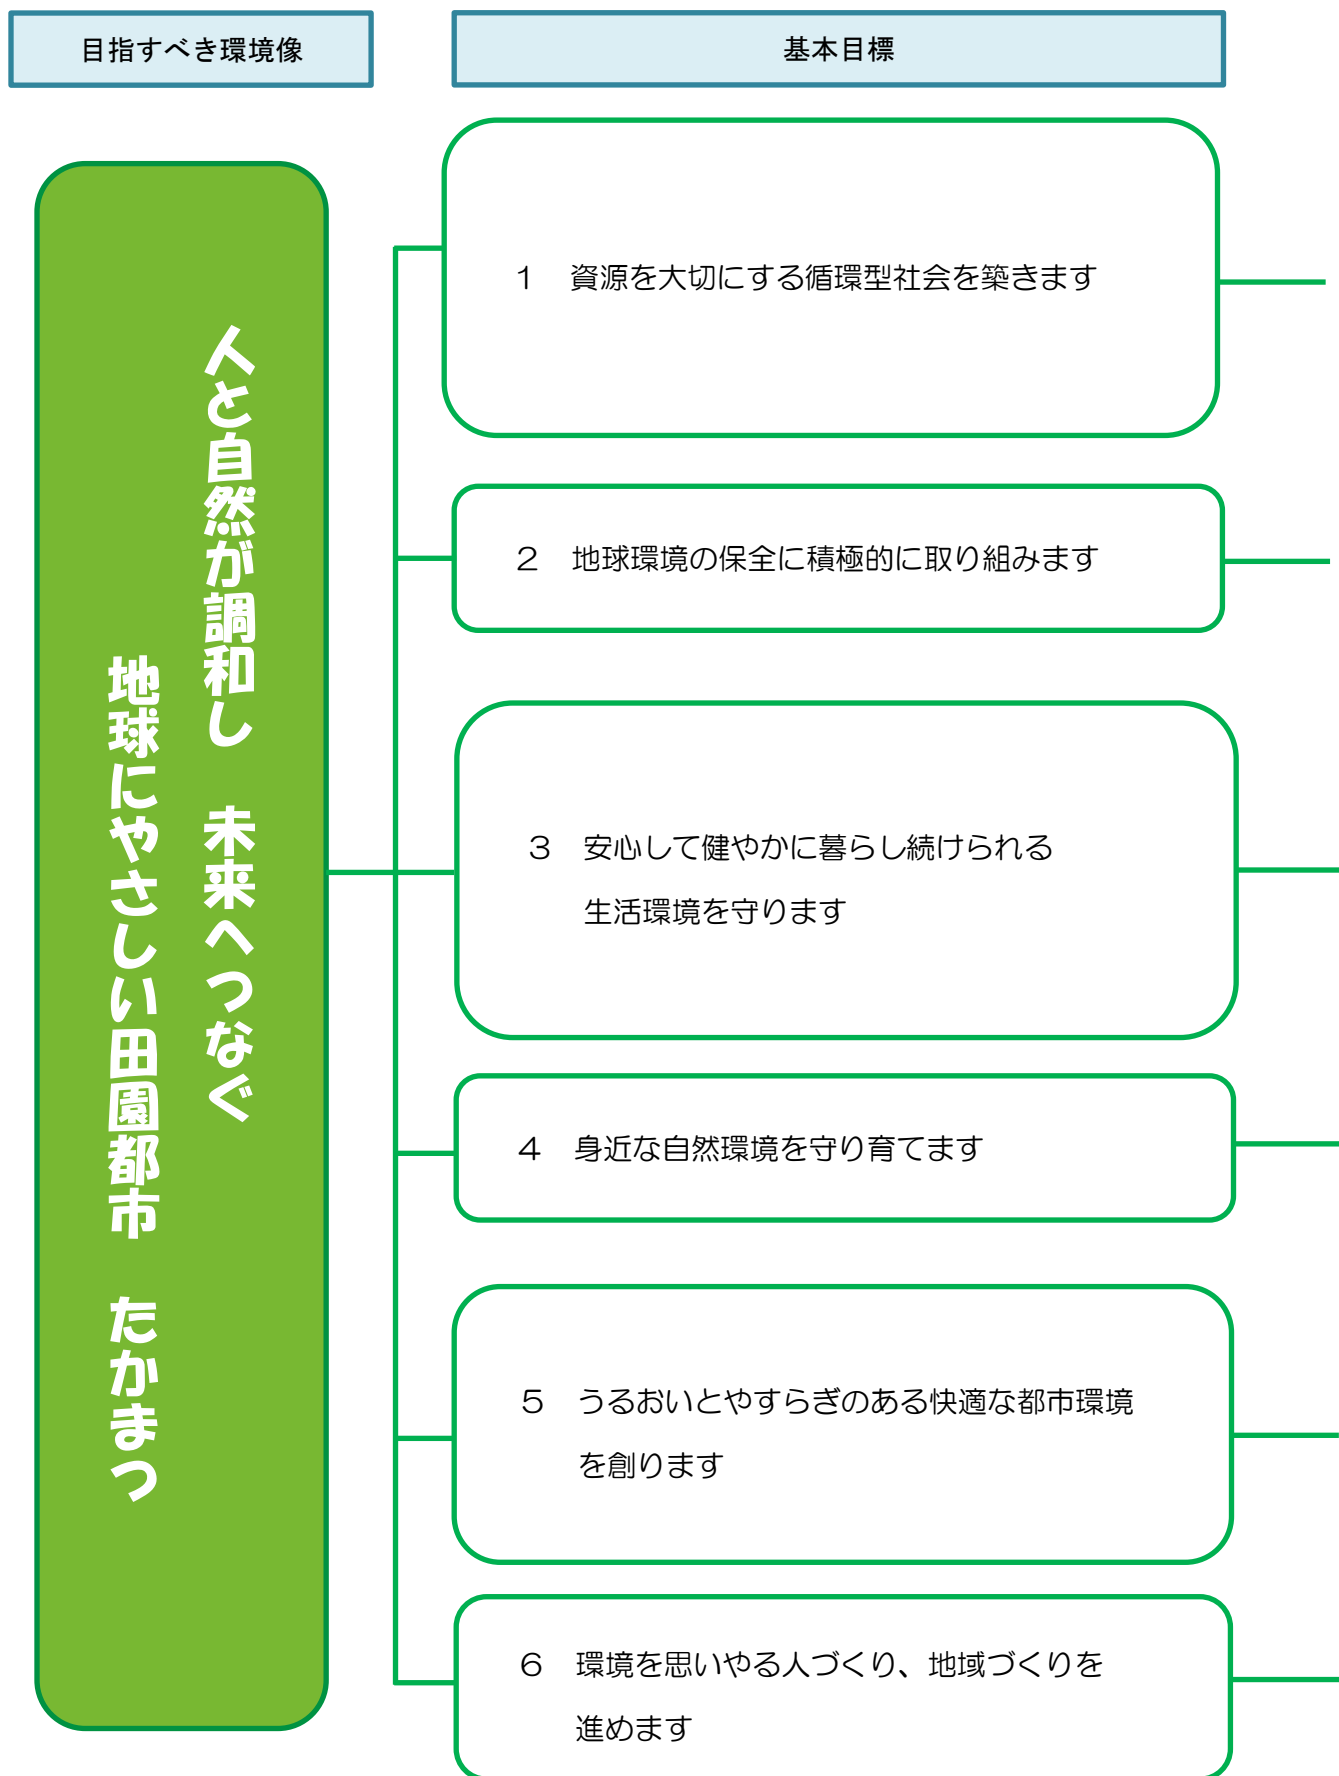 目指すべき環境像
基本目標
人と自然が調和し　未来へつなぐ
地球にやさしい田園都市　たかまつ
１　資源を大切にする循環型社会を築きます
２　地球環境の保全に積極的に取り組みます
３　安心して健やかに暮らし続けられる
生活環境を守ります
４　身近な自然環境を守り育てます
５　うるおいとやすらぎのある快適な都市環境
を創ります
６　環境を思いやる人づくり、地域づくりを
進めます